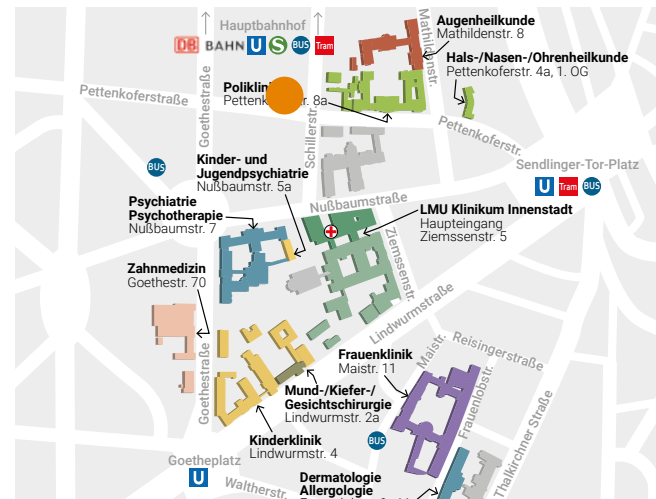 Hauptbahnhof
DB BAHN U S BUS Tram
Augenheilkunde
Mathildenstr. 8
Mathildenstr.
Hals-/Nasen-/Ohrenheilkunde
Pettenkoferstr. 4a, 1. OG
Pettenkoferstraße
Goethestraße
Schillerstr.
8a
Pettenkoferstr.
BUS
Kinder- und
Jugendpsychiatrie
Nußbaumstr. 5a
Sendlinger-Tor-Platz
U Tram BUS
Nußbaumstraße
Psychiatrie
Psychotherapie
Nußbaumstr. 7
LMU Klinikum Innenstadt
Haupteingang
Ziemssenstr. 5
Ziemssenstr.
Zahnmedizin
Goethestr. 70
Lindwurmstraße
Goethestraße
Frauenklinik
Maistr. 11
Maistr.
Reisingerstraße
Mund-/Kiefer-/
Gesichtschirurgie
Lindwurmstr. 2a
Frauenlobstr.
Thalkirchner Straße
Kinderklinik
Lindwurmstr. 4
BUS
Goetheplatz
U
Waltherstr.
Dermatologie
Allergologie